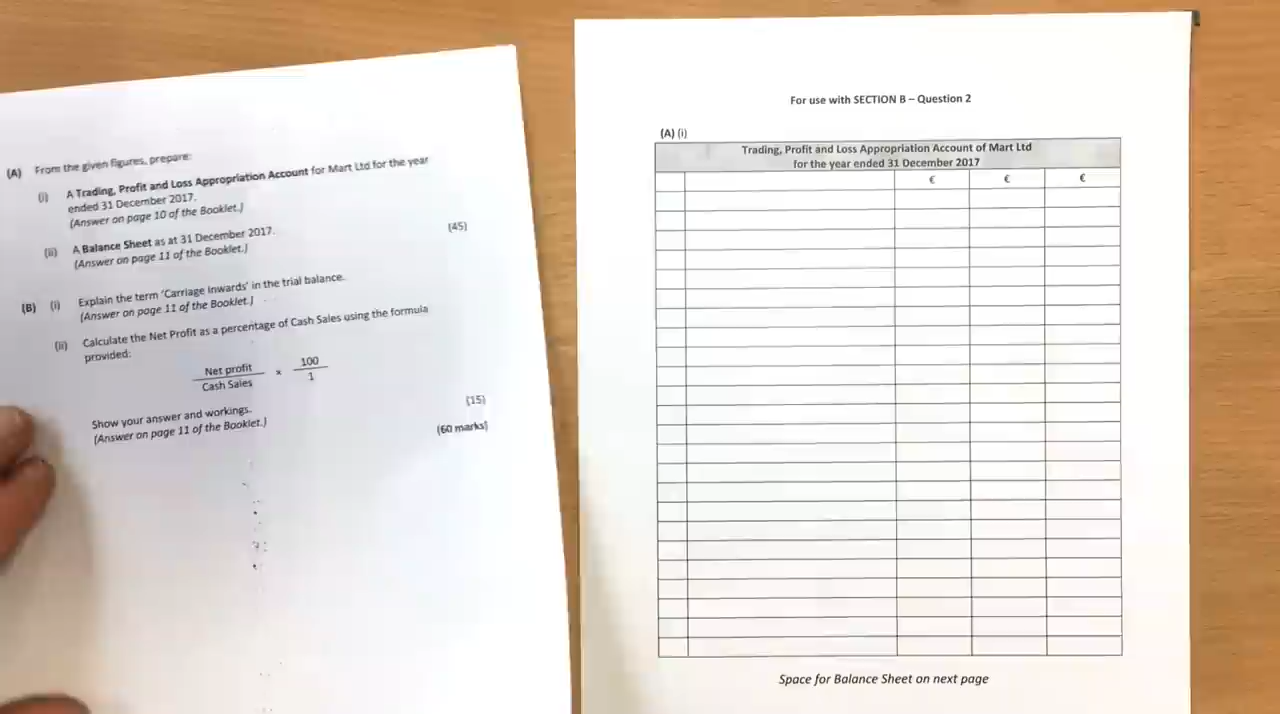 (A) From the given figures, prepare:
(i) A Trading, Profit and Loss Appropriation Account for Mart Ltd for the year
ended 31 December 2017.
(Answer on page 10 of the Booklet.)
(ii) A Balance Sheet as at 31 December 2017.
(Answer on page 11 of the Booklet.)
(45)
(B) (i) Explain the term 'Carriage Inwards' in the trial balance.
(Answer on page 11 of the Booklet.)
(ii) Calculate the Net Profit as a percentage of Cash Sales using the formula
provided:
Net profit x 100
Cash Sales 1
Show your answer and workings.
(Answer on page 11 of the Booklet.)
(15)
(60 marks)
For use with SECTION B – Question 2
(A) (i)
Trading, Profit and Loss Appropriation Account of Mart Ltd
for the year ended 31 December 2017
€ € €
Space for Balance Sheet on next page